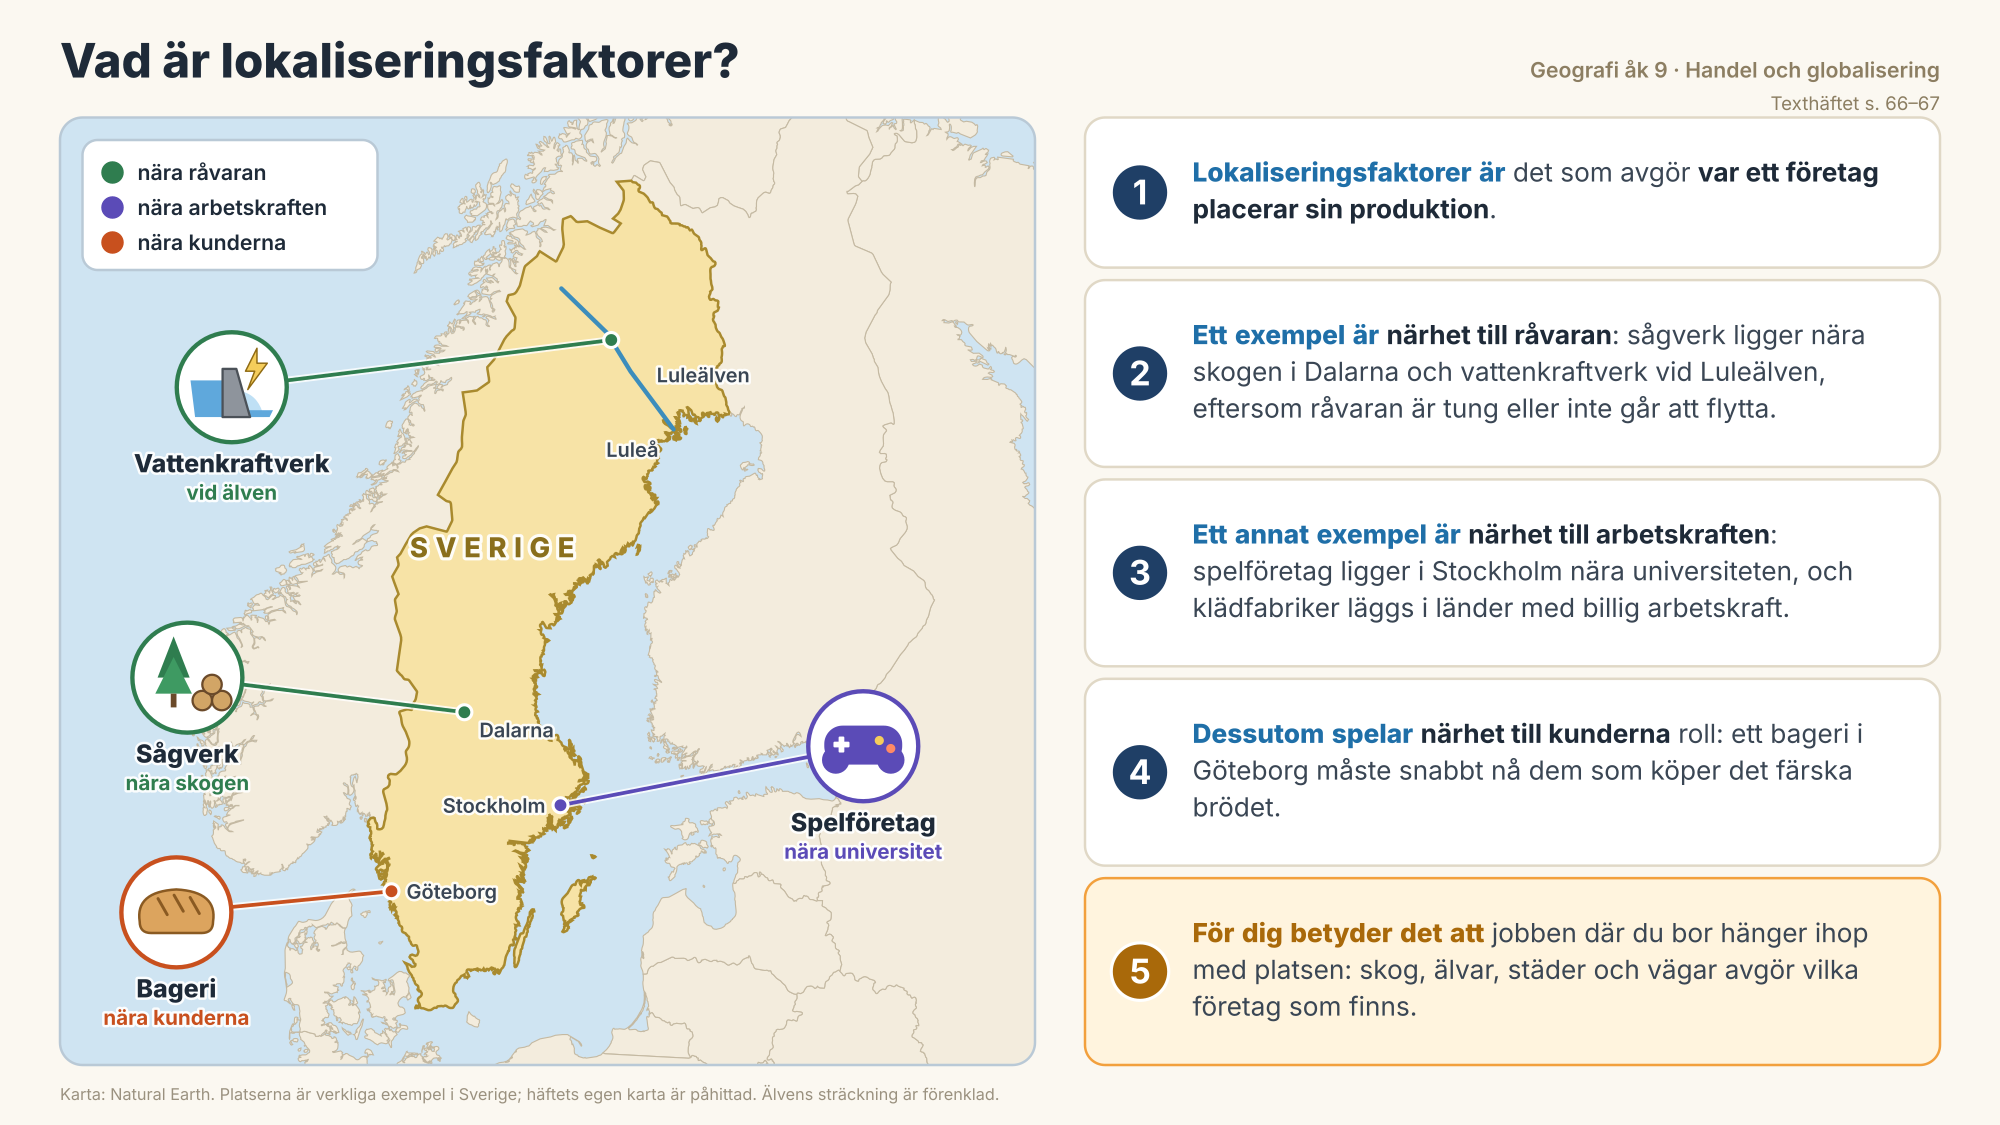 Vad är lokaliseringsfaktorer?
Geografi åk 9 · Handel och globalisering
Texthäftet s. 66–67
nära råvaran
nära arbetskraften
nära kunderna
Luleälven
Luleå
Vattenkraftverk
vid älven
SVERIGE
Sågverk
nära skogen
Dalarna
Stockholm
Spelföretag
nära universitet
Göteborg
Bageri
nära kunderna
1
Lokaliseringsfaktorer är det som avgör var ett företag
placerar sin produktion.
2
Ett exempel är närhet till råvaran: sågverk ligger nära
skogen i Dalarna och vattenkraftverk vid Luleälven,
eftersom råvaran är tung eller inte går att flytta.
3
Ett annat exempel är närhet till arbetskraften:
spelföretag ligger i Stockholm nära universiteten, och
klädfabriker läggs i länder med billig arbetskraft.
4
Dessutom spelar närhet till kunderna roll: ett bageri i
Göteborg måste snabbt nå dem som köper det färska
brödet.
5
För dig betyder det att jobben där du bor hänger ihop
med platsen: skog, älvar, städer och vägar avgör vilka
företag som finns.
Karta: Natural Earth. Platserna är verkliga exempel i Sverige; häftets egen karta är påhittad. Älvens sträckning är förenklad.